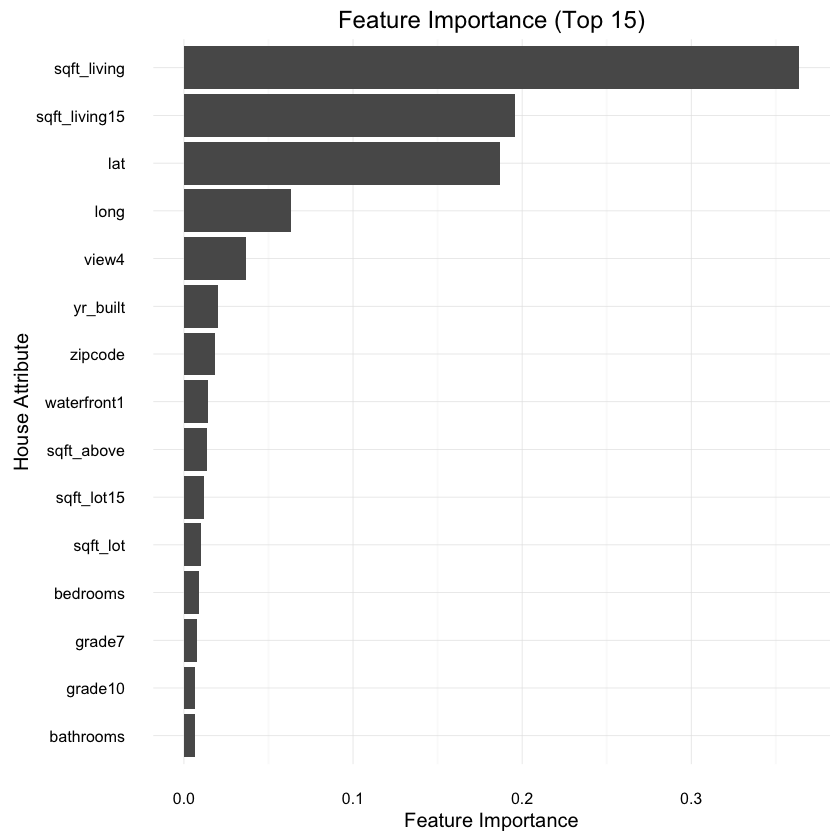 Feature Importance (Top 15)
House Attribute
sqft_living
sqft_living15
lat
long
view4
yr_built
zipcode
waterfront1
sqft_above
sqft_lot15
sqft_lot
bedrooms
grade7
grade10
bathrooms
0.0 0.1 0.2 0.3
Feature Importance